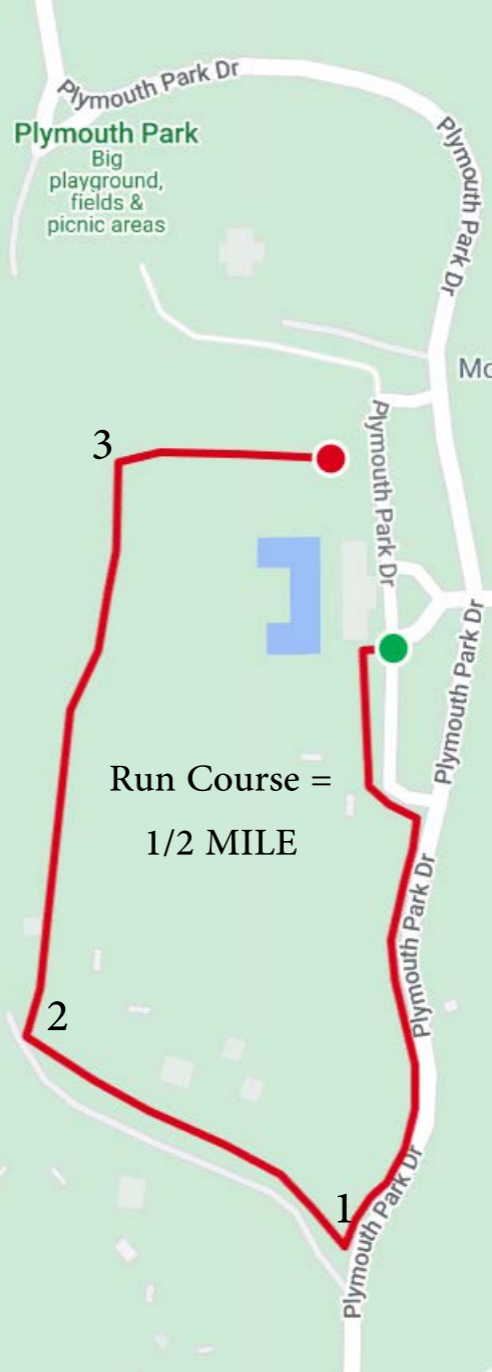 Plymouth Park Dr
Plymouth Park
Big
playground,
fields &
picnic areas
Plymouth Park Dr
Mo
3
Plymouth Park Dr
Plymouth Park Dr
Run Course =
1/2 MILE
Plymouth Park Dr
2
1
Plymouth Park Dr